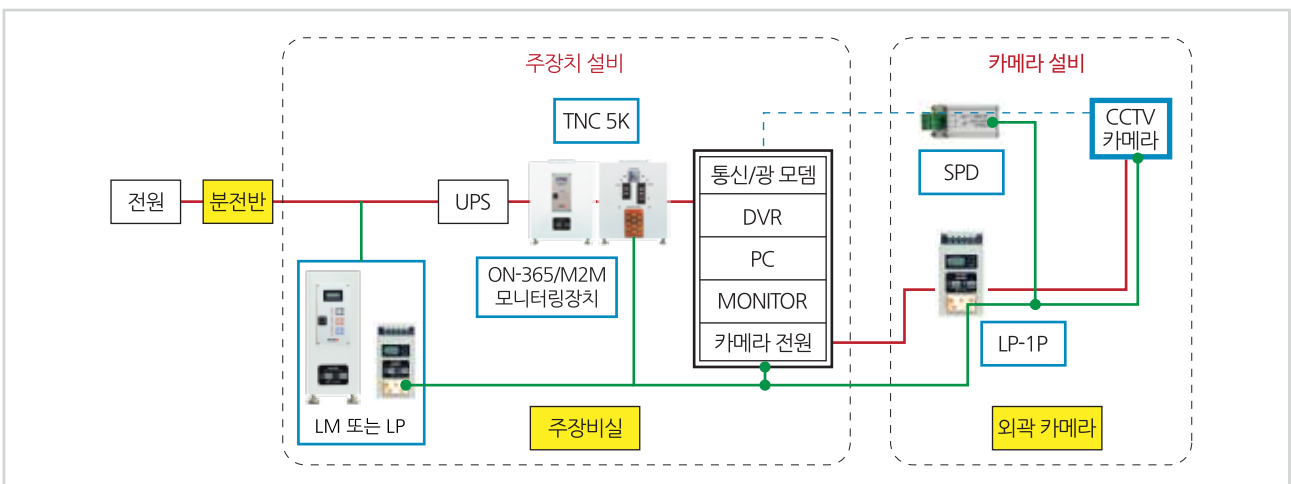 주장치 설비
카메라 설비
TNC 5K
CCTV
카메라
SPD
통신/광 모뎀
전원
분전반
UPS
DVR
PC
ON-365/M2M
모니터링장치
MONITOR
카메라 전원
LP-1P
LM 또는 LP
주장비실
외곽 카메라